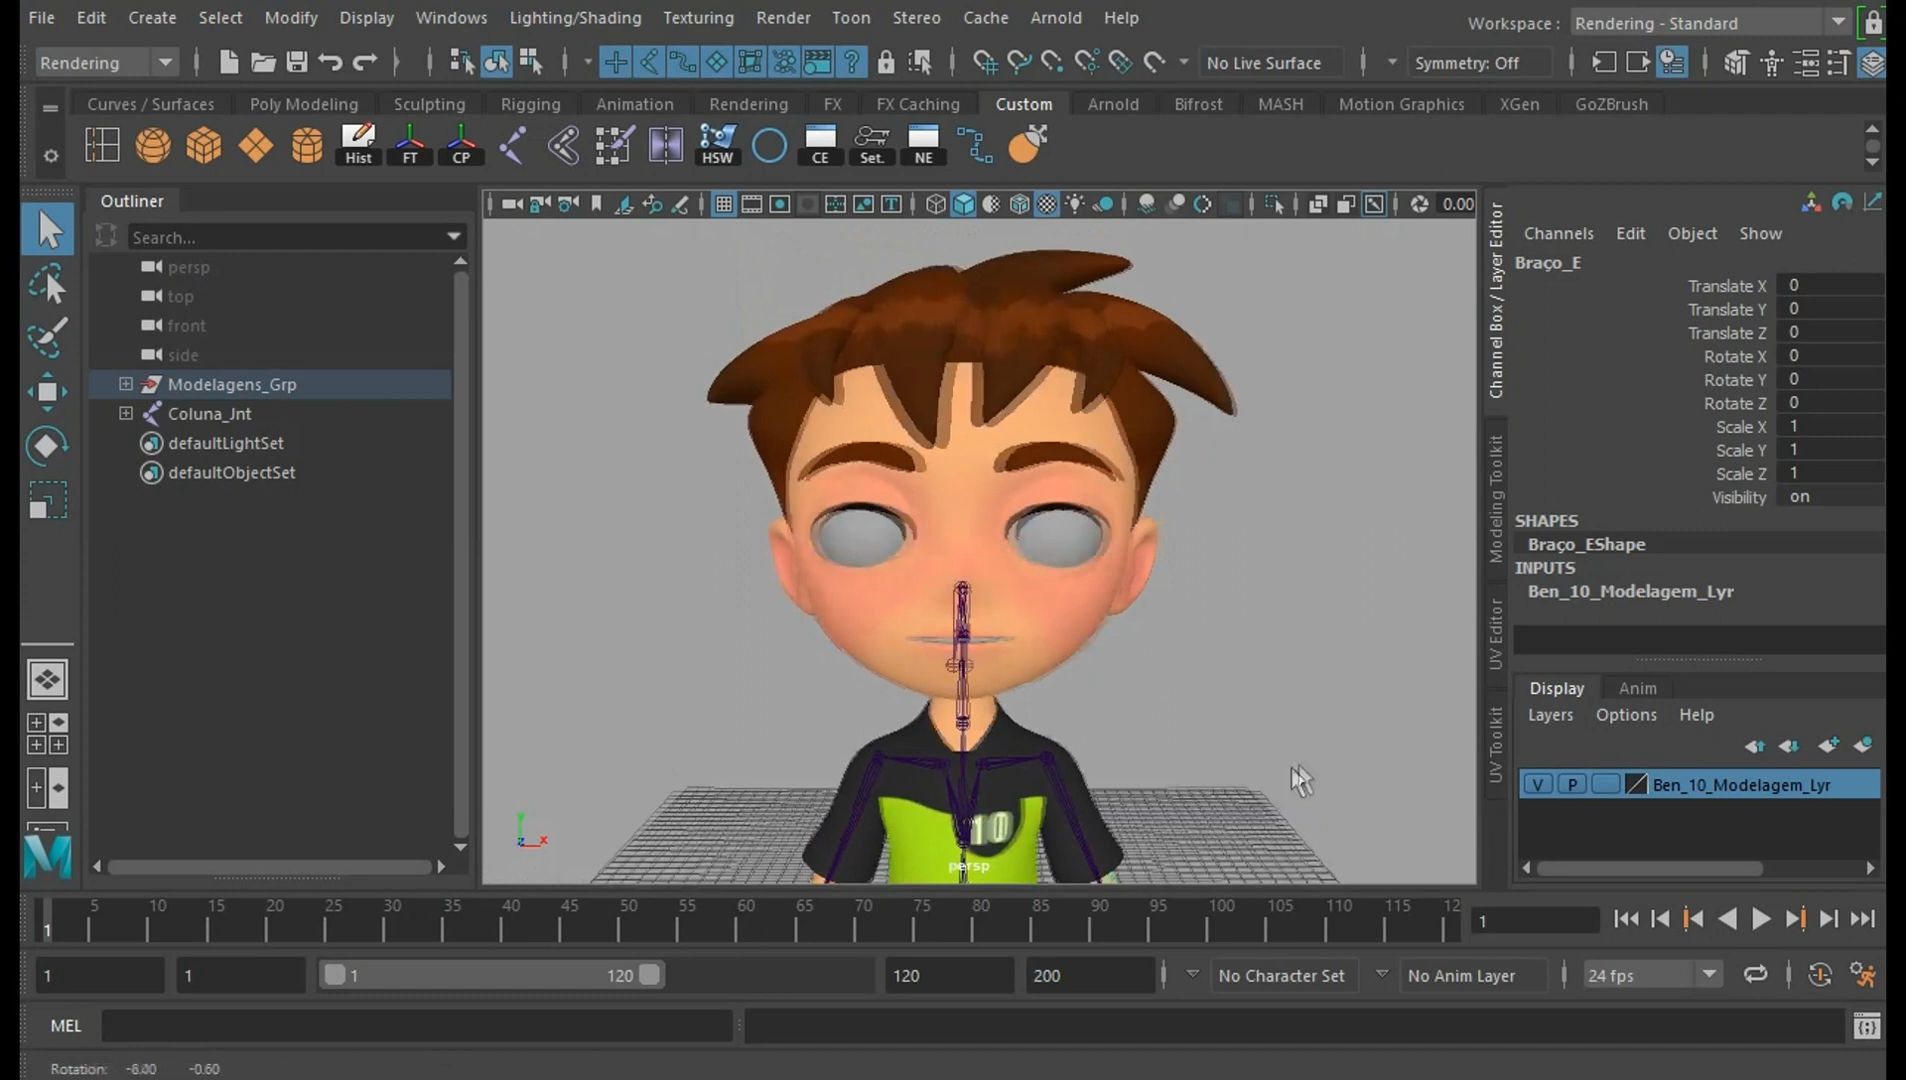 File Edit Create Select Modify Display Windows Lighting/Shading Texturing Render Toon Stereo Cache Arnold Help
Workspace : Rendering - Standard
Rendering
No Live Surface
Symmetry: Off
Curves / Surfaces Poly Modeling Sculpting Rigging Animation Rendering FX FX Caching Custom Arnold Bifrost MASH Motion Graphics XGen GoZBrush
Hist FT CP HSW CE Set. NE
Outliner
Search...
persp
top
front
side
Modelagens_Grp
Coluna_Jnt
defaultLightSet
defaultObjectSet
0.00
10
persp
Channel Box / Layer Editor
Modeling Toolkit
UV Editor
UV Toolkit
Channels Edit Object Show
Braço_E
Translate X 0
Translate Y 0
Translate Z 0
Rotate X 0
Rotate Y 0
Rotate Z 0
Scale X 1
Scale Y 1
Scale Z 1
Visibility on
SHAPES
Braço_EShape
INPUTS
Ben_10_Modelagem_Lyr
Display Anim
Layers Options Help
V P Ben_10_Modelagem_Lyr
5 10 15 20 25 30 35 40 45 50 55 60 65 70 75 80 85 90 95 100 105 110 115 12
1
1
1 1 1 120 120 200 No Character Set No Anim Layer 24 fps
MEL
Rotation: -6.00 -0.60